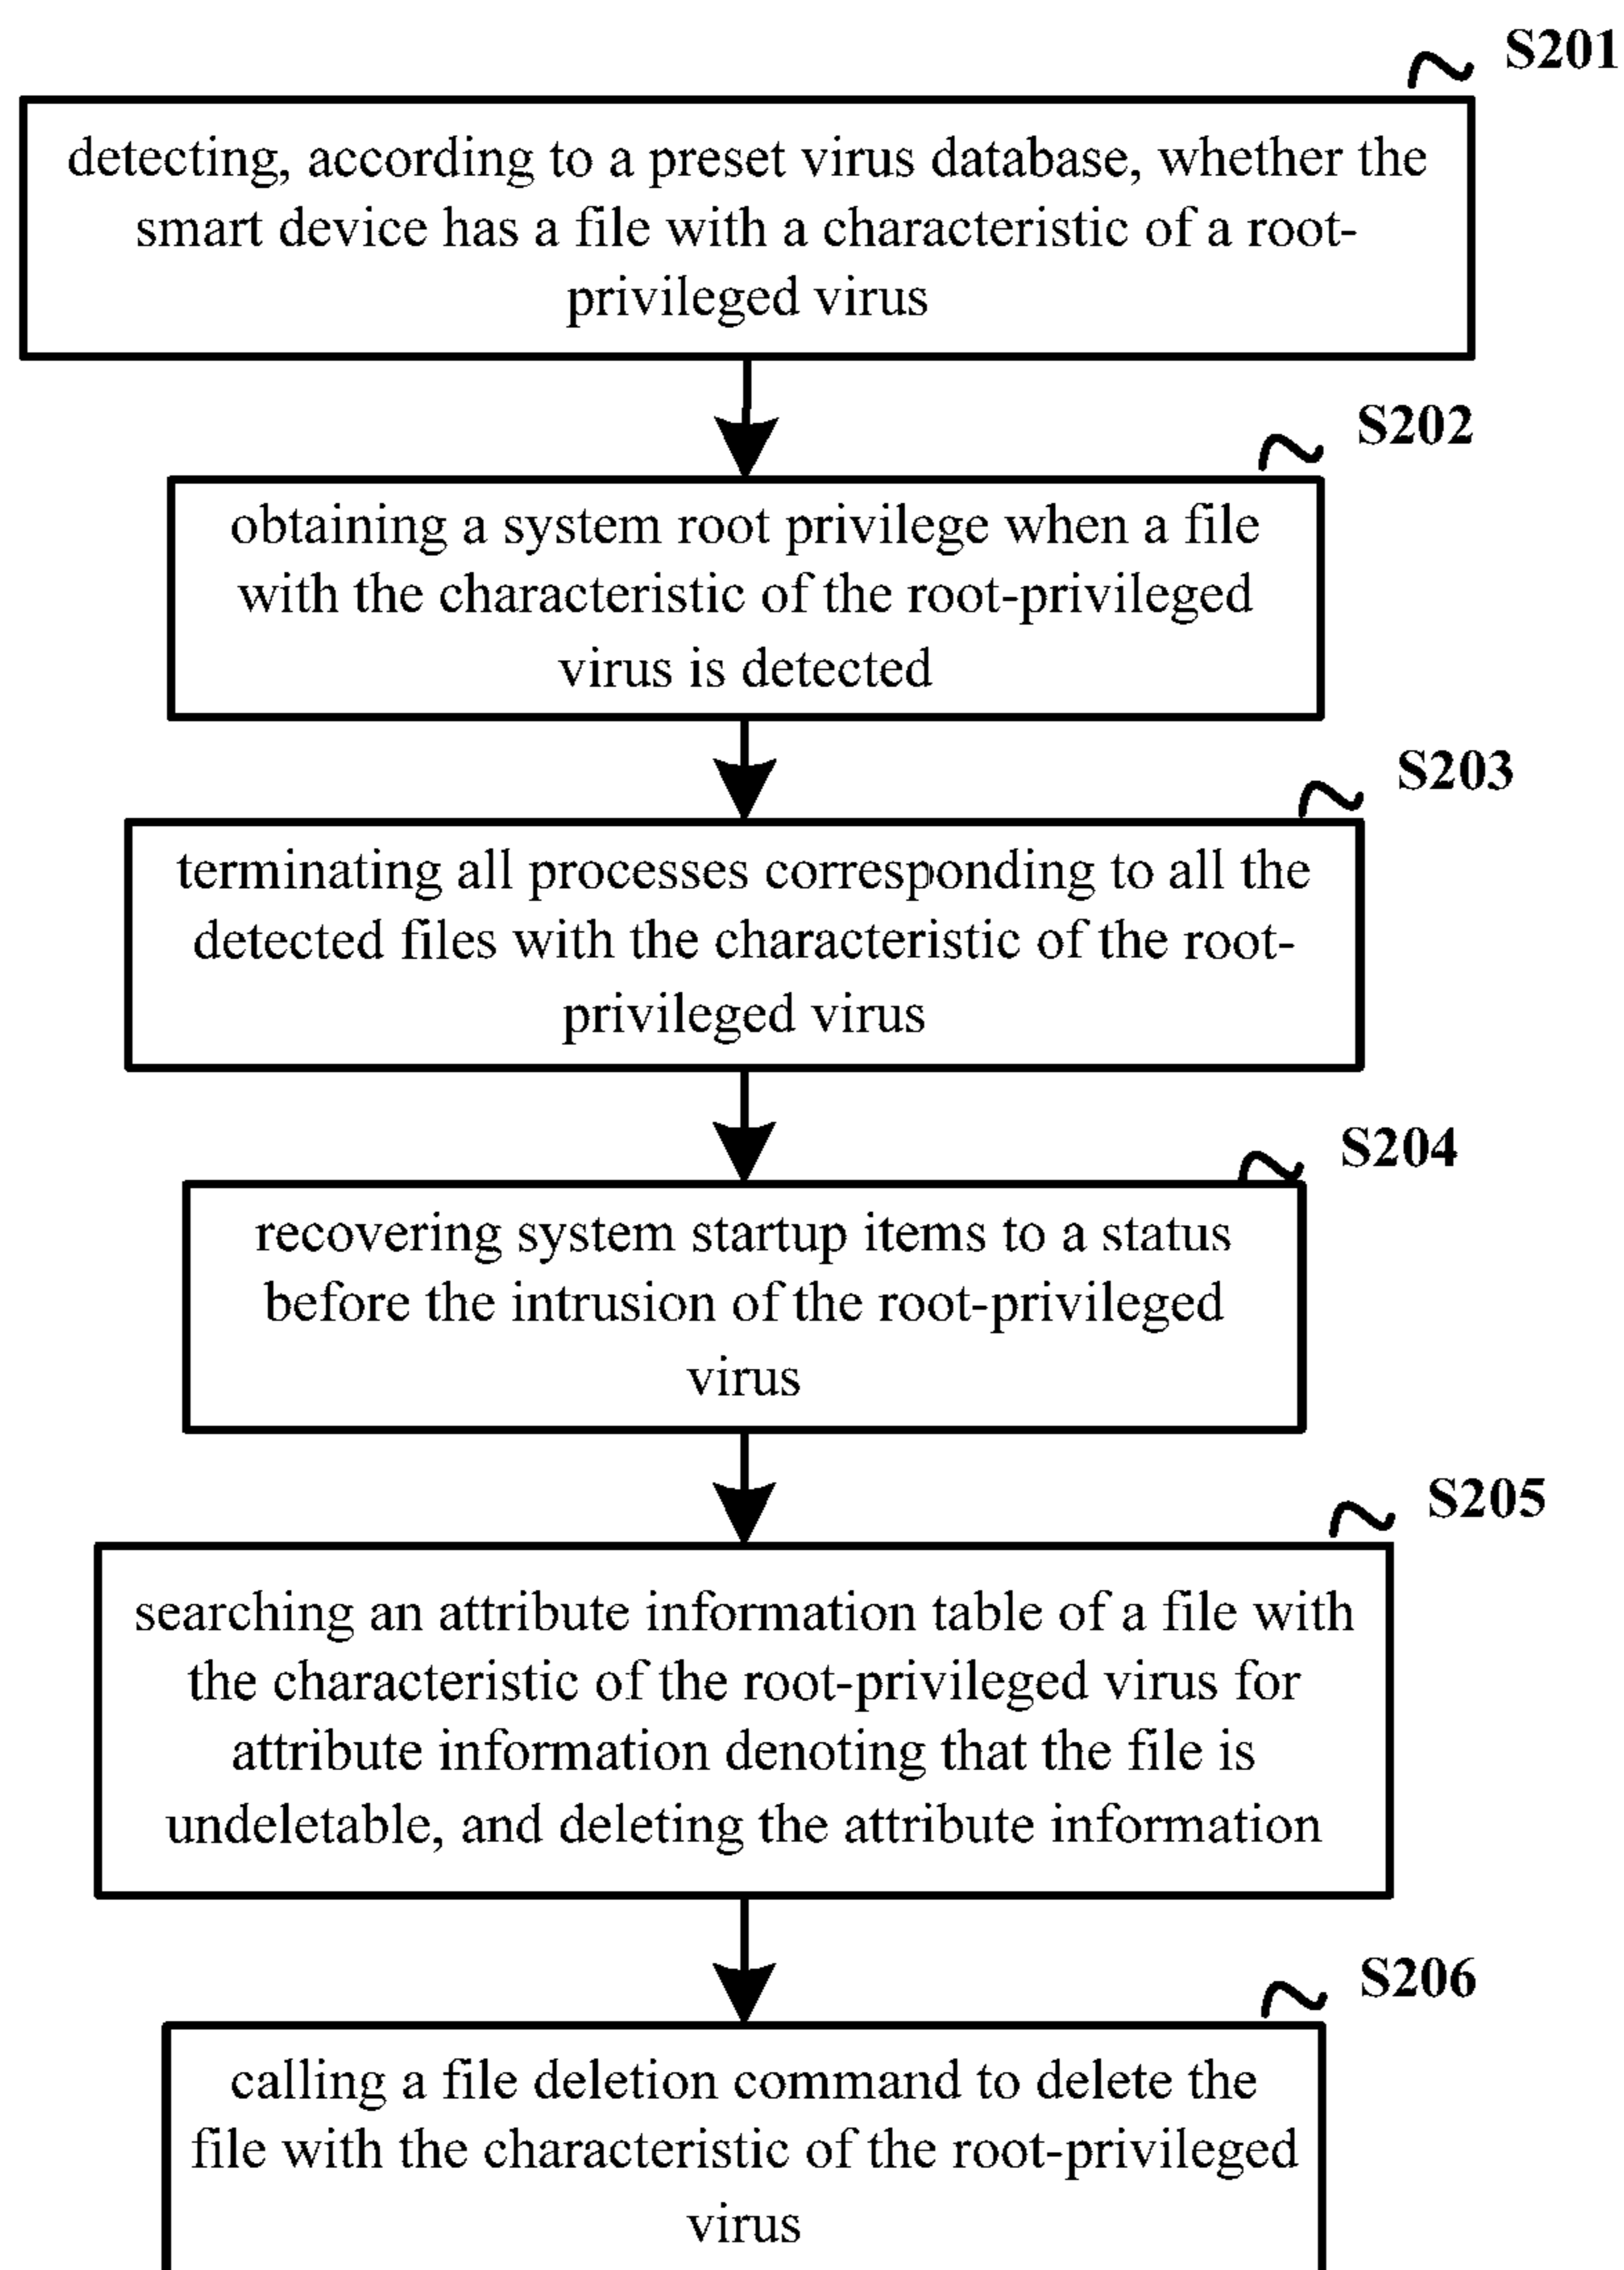 S201
detecting, according to a preset virus database, whether the
smart device has a file with a characteristic of a root-
privileged virus
S202
obtaining a system root privilege when a file
with the characteristic of the root-privileged
virus is detected
S203
terminating all processes corresponding to all the
detected files with the characteristic of the root-
privileged virus
S204
recovering system startup items to a status
before the intrusion of the root-privileged
virus
S205
searching an attribute information table of a file with
the characteristic of the root-privileged virus for
attribute information denoting that the file is
undeletable, and deleting the attribute information
S206
calling a file deletion command to delete the
file with the characteristic of the root-privileged
virus